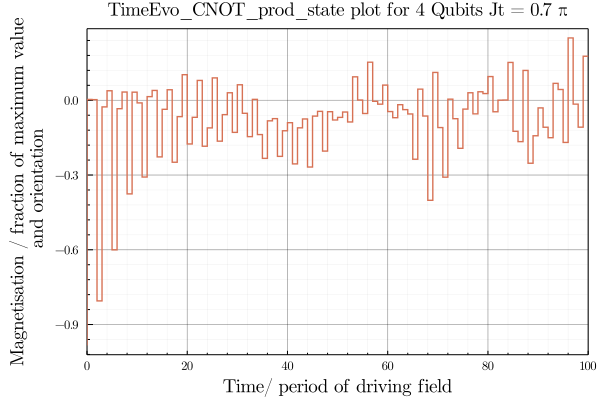 TimeEvo_CNOT_prod_state plot for 4 Qubits Jt = 0.7 π
Magnetisation / fraction of maximum value
and orientation
0.0
−0.3
−0.6
−0.9
0 20 40 60 80 100
Time/ period of driving field